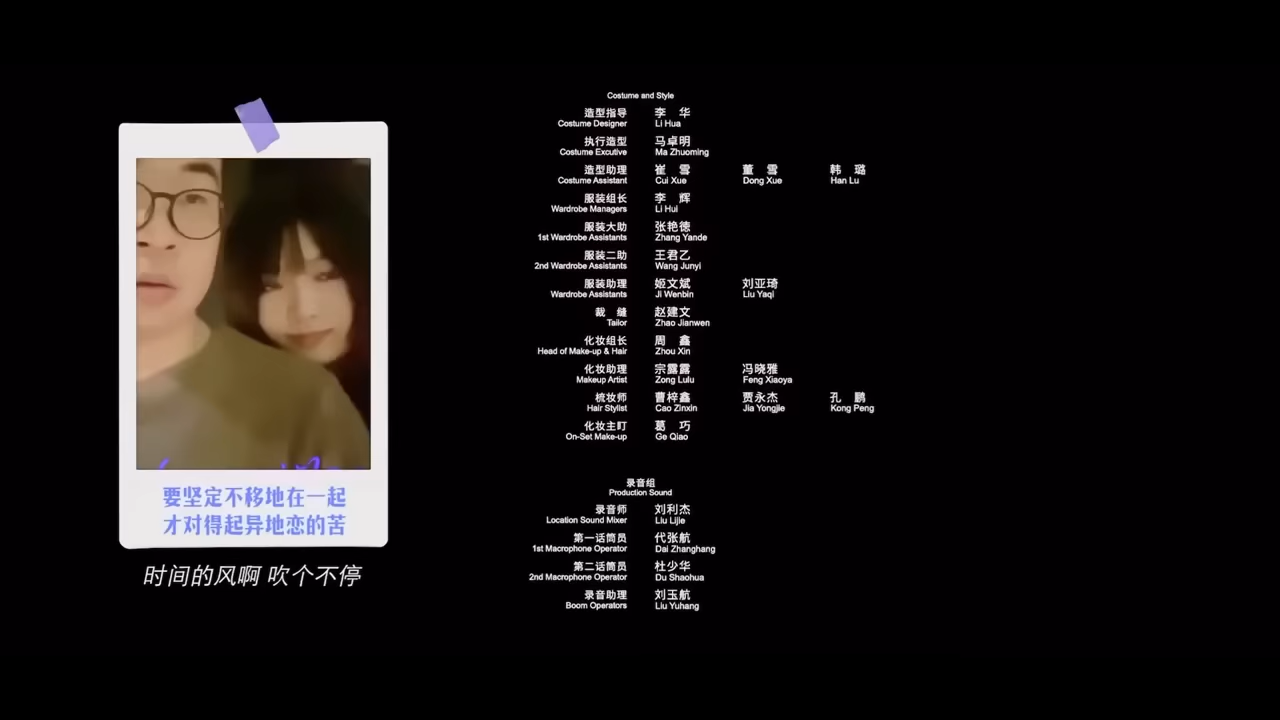 要坚定不移地在一起
才对得起异地恋的苦
时间的风啊 吹个不停
Costume and Style
造型指导 李 华
Costume Designer Li Hua
执行造型 马卓明
Costume Excutive Ma Zhuoming
造型助理 崔 雪 董 雪 韩 璐
Costume Assistant Cui Xue Dong Xue Han Lu
服装组长 李 辉
Wardrobe Managers Li Hui
服装大助 张艳徳
1st Wardrobe Assistants Zhang Yande
服装二助 王君乙
2nd Wardrobe Assistants Wang Junyi
服装助理 姬文斌 刘亚琦
Wardrobe Assistants Ji Wenbin Liu Yaqi
裁 缝 赵建文
Tailor Zhao Jianwen
化妆组长 周 鑫
Head of Make-up & Hair Zhou Xin
化妆助理 宗露露 冯晓雅
Makeup Artist Zong Lulu Feng Xiaoya
梳妆师 曹梓鑫 贾永杰 孔 鹏
Hair Stylist Cao Zinxin Jia Yongjie Kong Peng
化妆主盯 葛 巧
On-Set Make-up Ge Qiao
录音组
Production Sound
录音师 刘利杰
Location Sound Mixer Liu Lijie
第一话筒员 代张航
1st Macrophone Operator Dai Zhanghang
第二话筒员 杜少华
2nd Macrophone Operator Du Shaohua
录音助理 刘玉航
Boom Operators Liu Yuhang